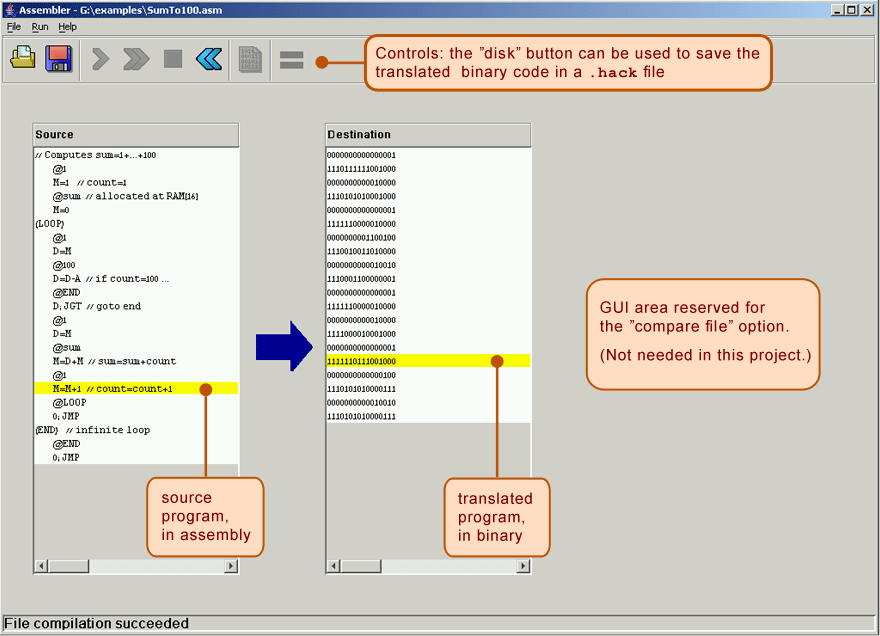 Assembler - G:\examples\SumTo100.asm
File Run Help
Controls: the ”disk” button can be used to save the
translated binary code in a .hack file
Source
// Computes sum=1+...+100
@1
M=1 // count=1
@sum // allocated at RAM[16]
M=0
(LOOP)
@1
D=M
@100
D=D-A // if count=100 ...
@END
D;JGT // goto end
@1
D=M
@sum
M=D+M // sum=sum+count
@1
M=M+1 // count=count+1
@LOOP
0;JMP
(END) // infinite loop
@END
0;JMP
Destination
0000000000000001
1110111111001000
0000000000010000
1110101010001000
0000000000000001
1111110000010000
0000000001100100
1110010011010000
0000000000010010
1110001100000001
0000000000000001
1111110000010000
0000000000010000
1111000010001000
0000000000000001
1111110111001000
0000000000000100
1110101010000111
0000000000010010
1110101010000111
GUI area reserved for
the ”compare file” option.
(Not needed in this project.)
source
program,
in assembly
translated
program,
in binary
File compilation succeeded